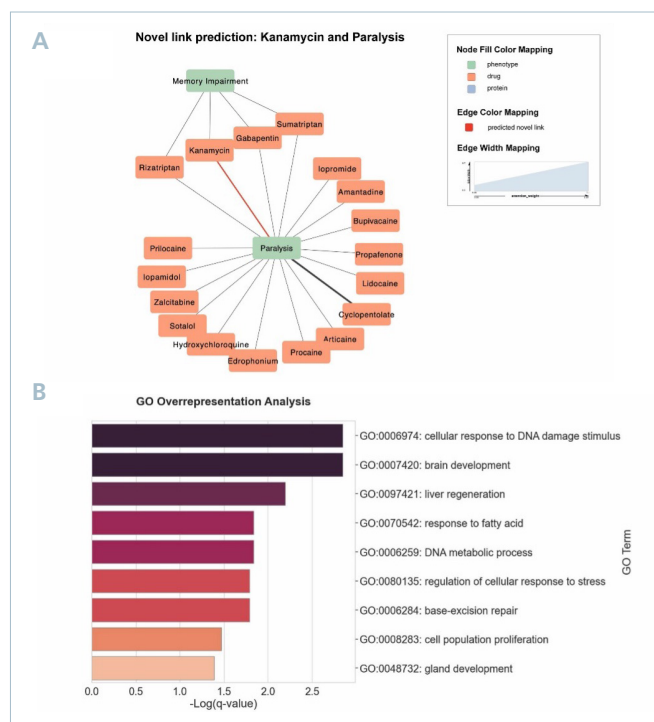 A
Novel link prediction: Kanamycin and Paralysis
Node Fill Color Mapping
phenotype
drug
protein
Edge Color Mapping
predicted novel link
Edge Width Mapping
Memory Impairment
Sumatriptan
Gabapentin
Kanamycin
Rizatriptan
Iopromide
Amantadine
Bupivacaine
Paralysis
Prilocaine
Propafenone
Iopamidol
Lidocaine
Zalcitabine
Cyclopentolate
Sotalol
Articaine
Hydroxychloroquine
Procaine
Edrophonium
B
GO Overrepresentation Analysis
GO:0006974: cellular response to DNA damage stimulus
GO:0007420: brain development
GO:0097421: liver regeneration
GO:0070542: response to fatty acid
GO:0006259: DNA metabolic process
GO:0080135: regulation of cellular response to stress
GO:0006284: base-excision repair
GO:0008283: cell population proliferation
GO:0048732: gland development
GO Term
0.0 0.5 1.0 1.5 2.0 2.5
-Log(q-value)